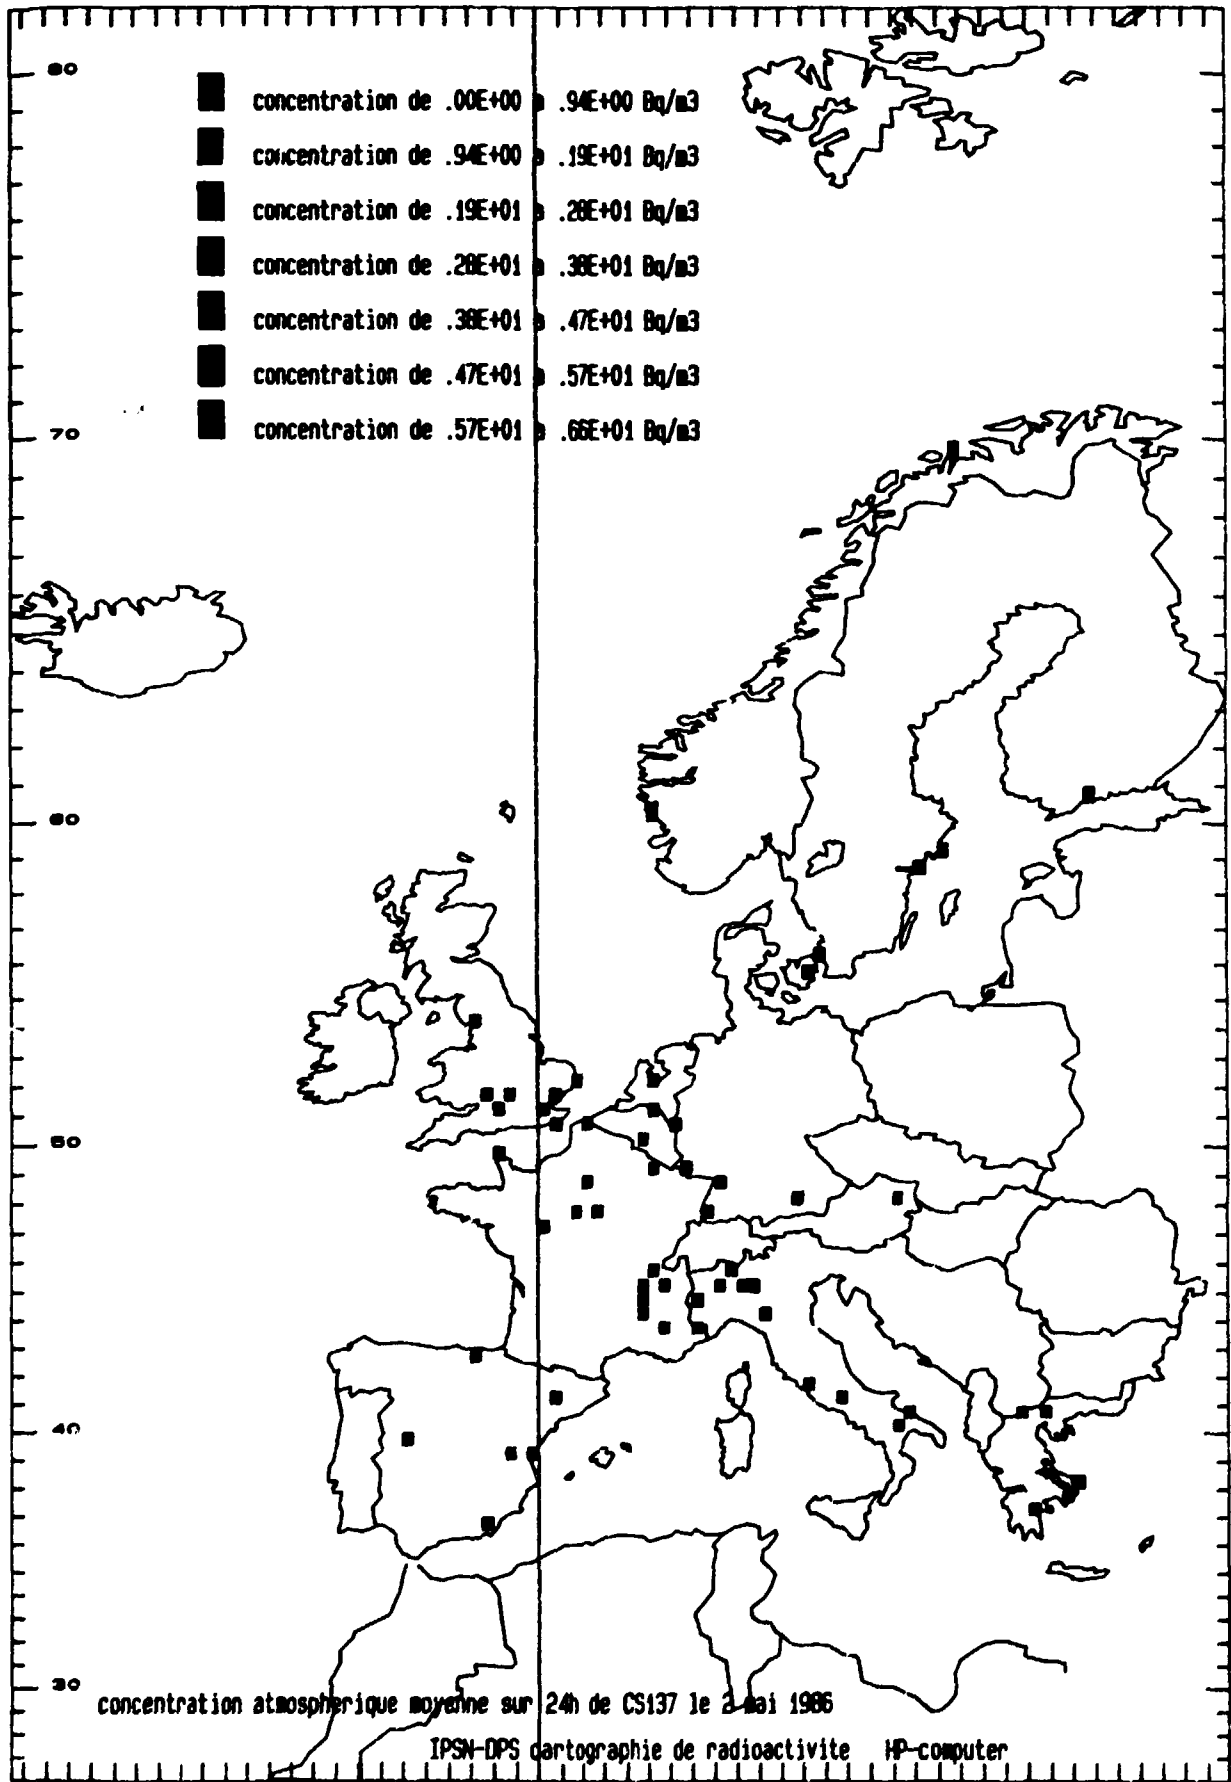 80
concentration de .00E+00 a .94E+00 Bq/m3
concentration de .94E+00 a .19E+01 Bq/m3
concentration de .19E+01 a .28E+01 Bq/m3
concentration de .28E+01 a .38E+01 Bq/m3
concentration de .38E+01 a .47E+01 Bq/m3
concentration de .47E+01 a .57E+01 Bq/m3
concentration de .57E+01 a .66E+01 Bq/m3
70
60
50
40
30
concentration atmospherique moyenne sur 24h de CS137 le 2 mai 1986
IPSN-DPS cartographie de radioactivite HP-computer